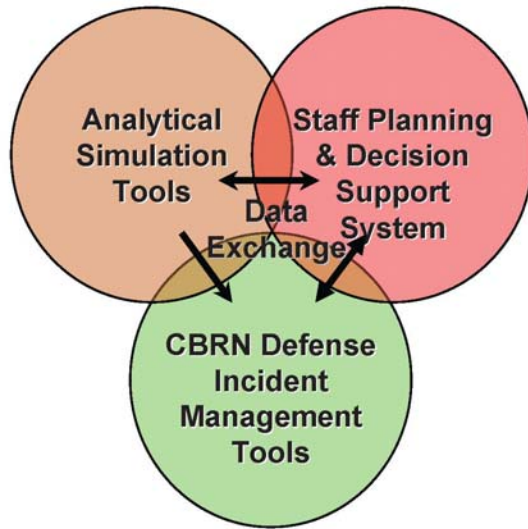 Analytical
Simulation
Tools
Staff Planning
& Decision
Support
System
Data
Exchange
CBRN Defense
Incident
Management
Tools